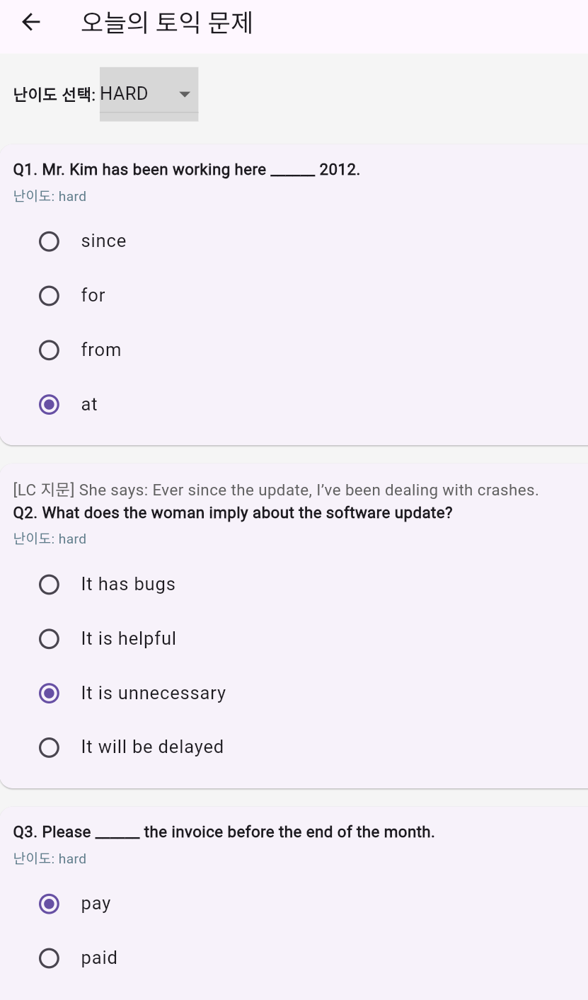 오늘의 토익 문제
난이도 선택: HARD
Q1. Mr. Kim has been working here ______ 2012.
난이도: hard
since
for
from
at
[LC 지문] She says: Ever since the update, I’ve been dealing with crashes.
Q2. What does the woman imply about the software update?
난이도: hard
It has bugs
It is helpful
It is unnecessary
It will be delayed
Q3. Please ______ the invoice before the end of the month.
난이도: hard
pay
paid